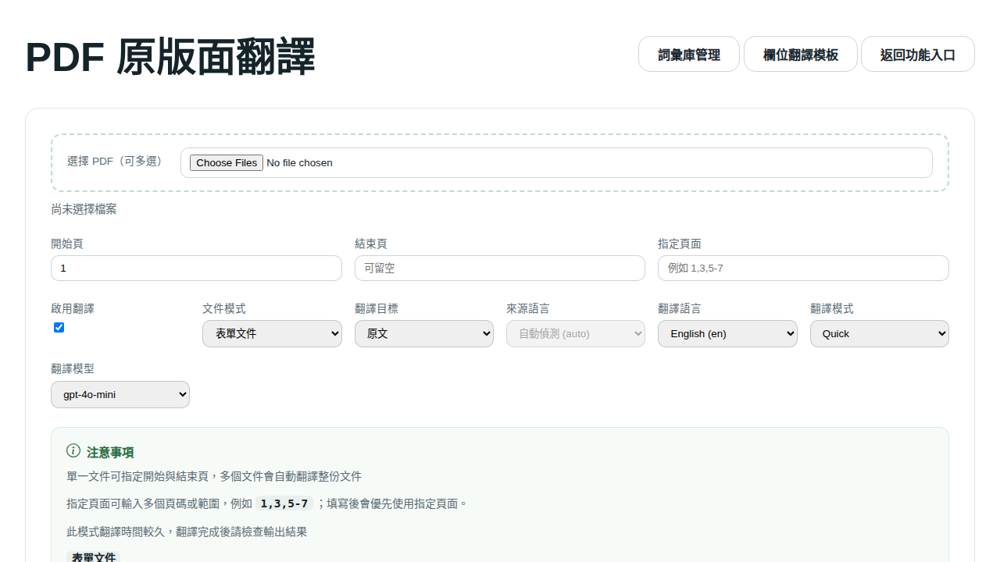 PDF 原版面翻譯
詞彙庫管理
欄位翻譯模板
返回功能入口
選擇 PDF（可多選）
Choose Files No file chosen
尚未選擇檔案
開始頁
結束頁
指定頁面
1
可留空
例如 1,3,5-7
啟用翻譯
文件模式
翻譯目標
來源語言
翻譯語言
翻譯模式
表單文件
原文
自動偵測 (auto)
English (en)
Quick
翻譯模型
gpt-4o-mini
注意事項
單一文件可指定開始與結束頁，多個文件會自動翻譯整份文件
指定頁面可輸入多個頁碼或範圍，例如 1,3,5-7 ；填寫後會優先使用指定頁面。
此模式翻譯時間較久，翻譯完成後請檢查輸出結果
表單文件